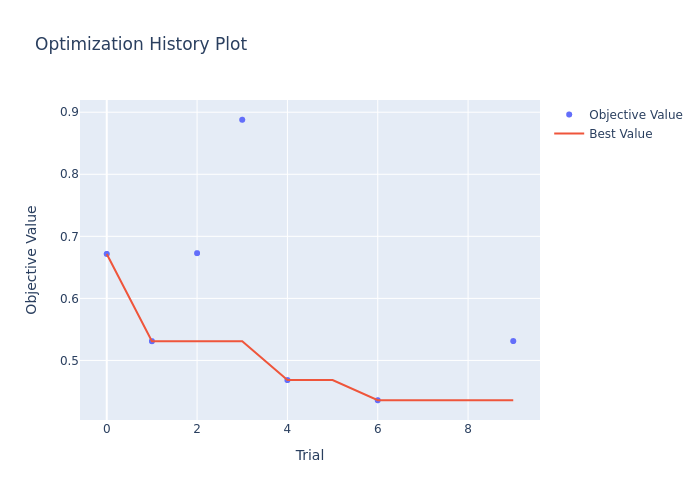 Optimization History Plot
Objective Value
Best Value
0.9
0.8
0.7
0.6
0.5
Objective Value
0
2
4
6
8
Trial